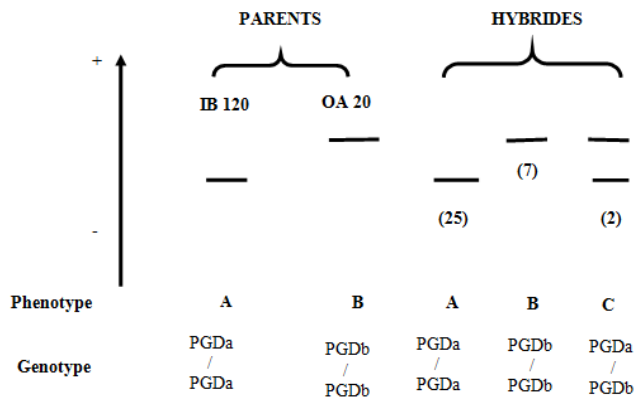 PARENTS HYBRIDES
+
IB 120 OA 20
(7)
(25) (2)
-
Phenotype A B A B C
PGDa PGDb PGDa PGDb PGDa
Genotype / / / / /
PGDa PGDb PGDa PGDb PGDb